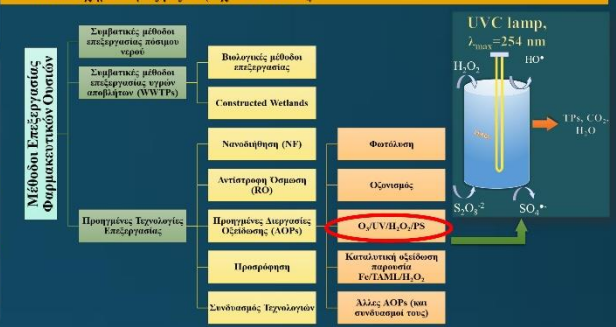 Μέθοδοι Επεξεργασίας
Φαρμακευτικών Ουσιών
Συμβατικές μέθοδοι
επεξεργασίας πόσιμου
νερού
Συμβατικές μέθοδοι
επεξεργασίας υγρών
αποβλήτων (WWTPs)
Προηγμένες Τεχνολογίες
Επεξεργασίας
Βιολογικές μέθοδοι
επεξεργασίας
Constructed Wetlands
Νανοδιήθηση (NF)
Αντίστροφη Όσμωση
(RO)
Προηγμένες Διεργασίες
Οξείδωσης (AOPs)
Προσρόφηση
Συνδυασμός Τεχνολογιών
Φωτόλυση
Οζονισμός
O₃/UV/H₂O₂/PS
Καταλυτική οξείδωση
παρουσία
Fe/TAML/H₂O₂
Άλλες AOPs (και
συνδυασμοί τους)
UVC lamp,
λmax=254 nm
H₂O₂
HO•
TPs, CO₂,
H₂O
S₂O₈⁻²
SO₄•⁻